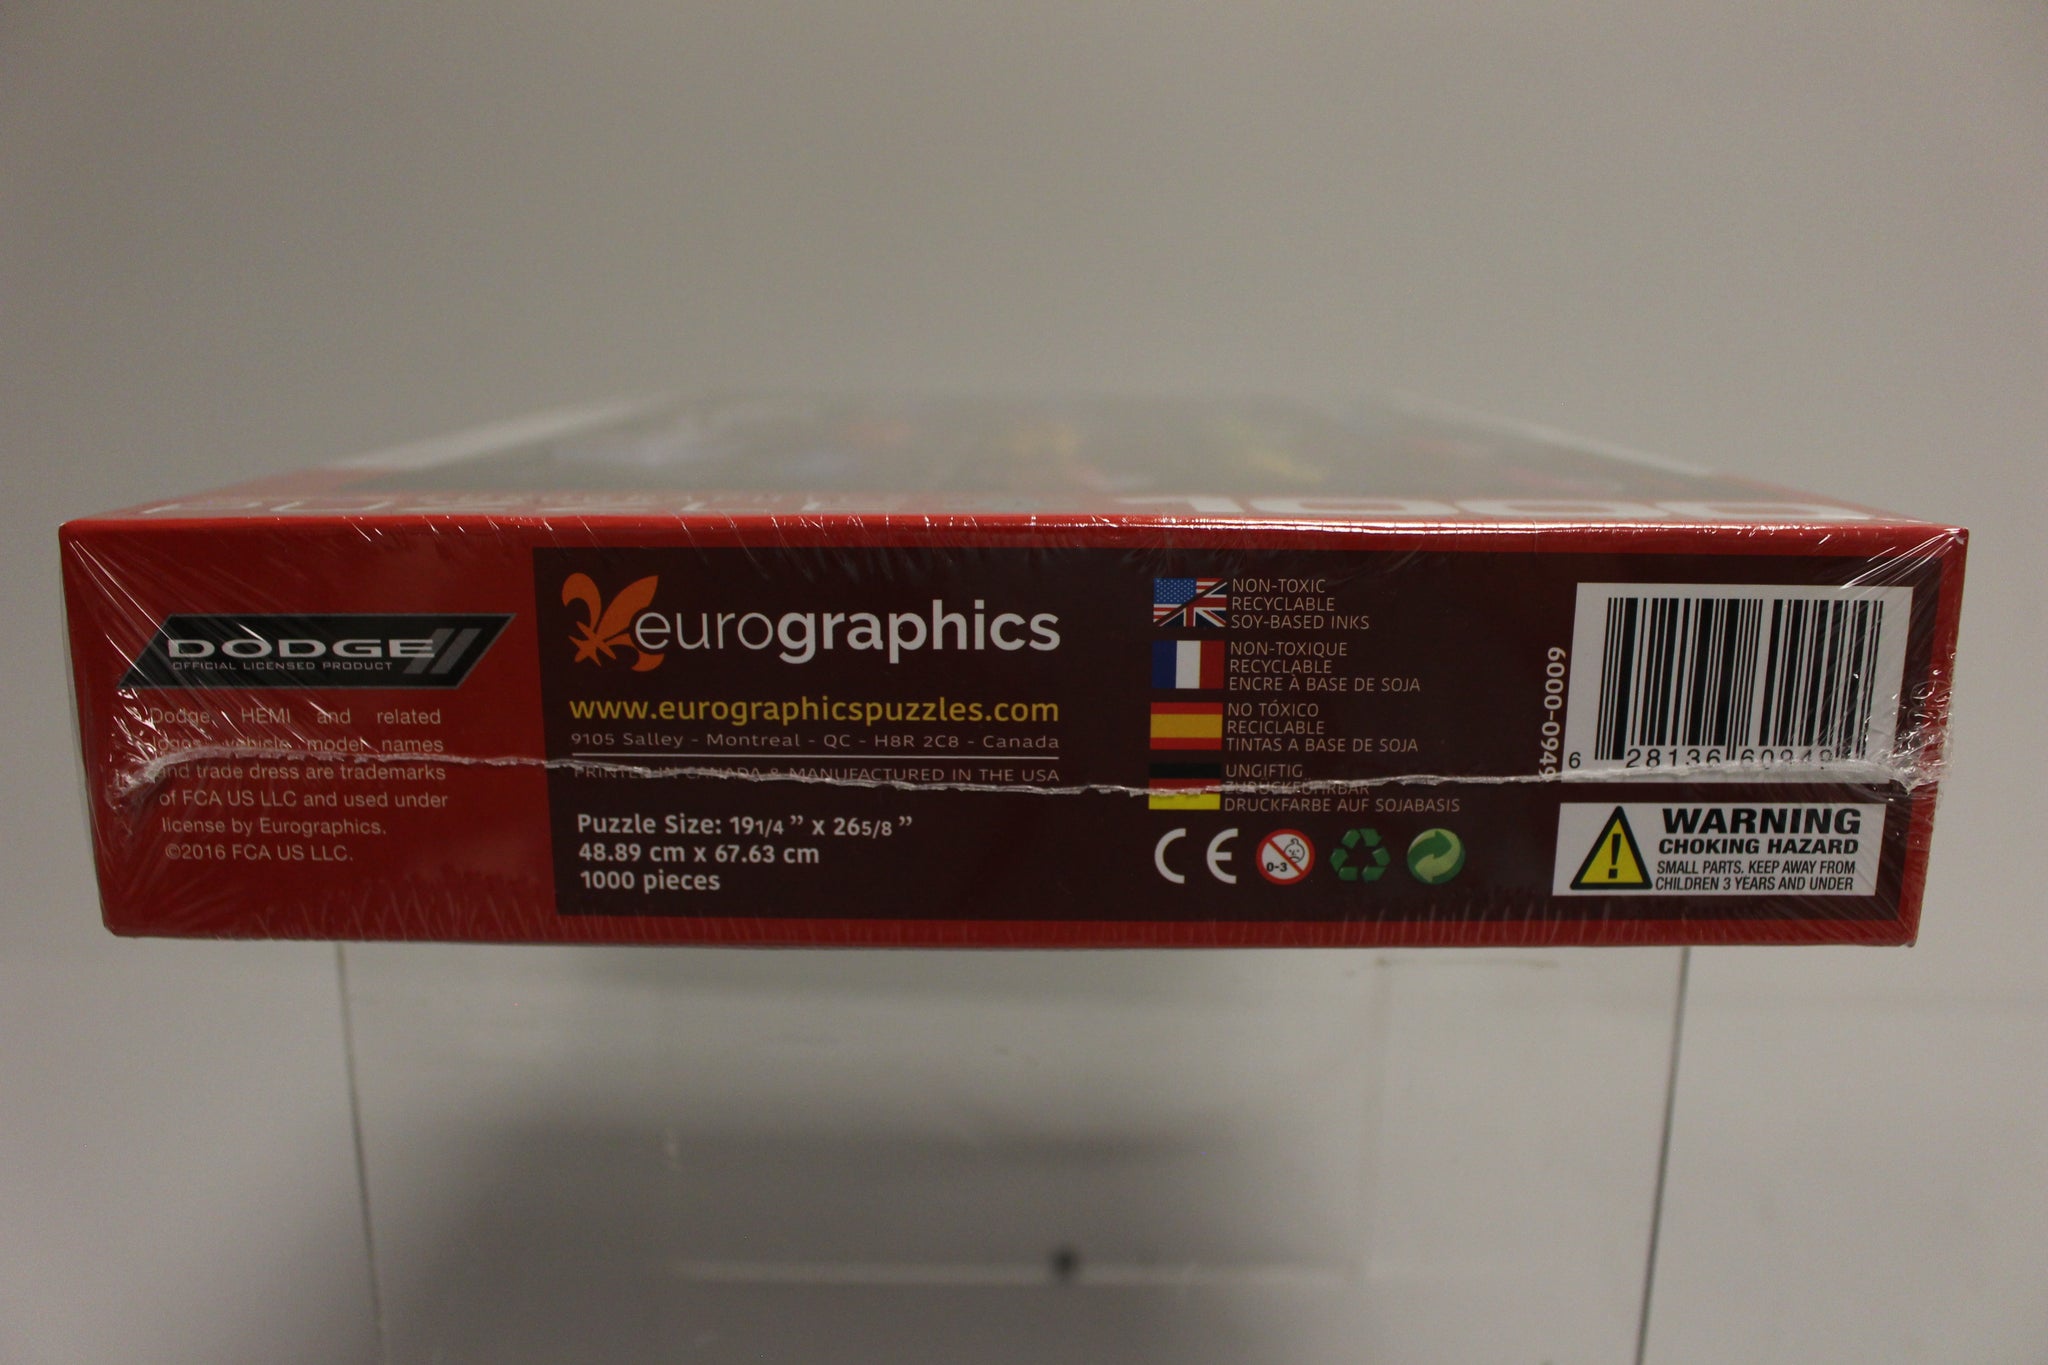 1000
DODGE
OFFICIAL LICENSED PRODUCT
Dodge, HEMI and related
logos, vehicle model names
and trade dress are trademarks
of FCA US LLC and used under
license by Eurographics.
©2016 FCA US LLC.
eurographics
www.eurographicspuzzles.com
9105 Salley - Montreal - QC - H8R 2C8 - Canada
PRINTED IN CANADA & MANUFACTURED IN THE USA
Puzzle Size: 19 1/4 ” x 26 5/8 ”
48.89 cm x 67.63 cm
1000 pieces
NON-TOXIC
RECYCLABLE
SOY-BASED INKS
NON-TOXIQUE
RECYCLABLE
ENCRE À BASE DE SOJA
NO TÓXICO
RECICLABLE
TINTAS A BASE DE SOJA
UNGIFTIG
ZURÜCKFÜHRBAR
DRUCKFARBE AUF SOJABASIS
CE
0-3
6000-0949
6 28136 60949
WARNING
CHOKING HAZARD
SMALL PARTS. KEEP AWAY FROM
CHILDREN 3 YEARS AND UNDER